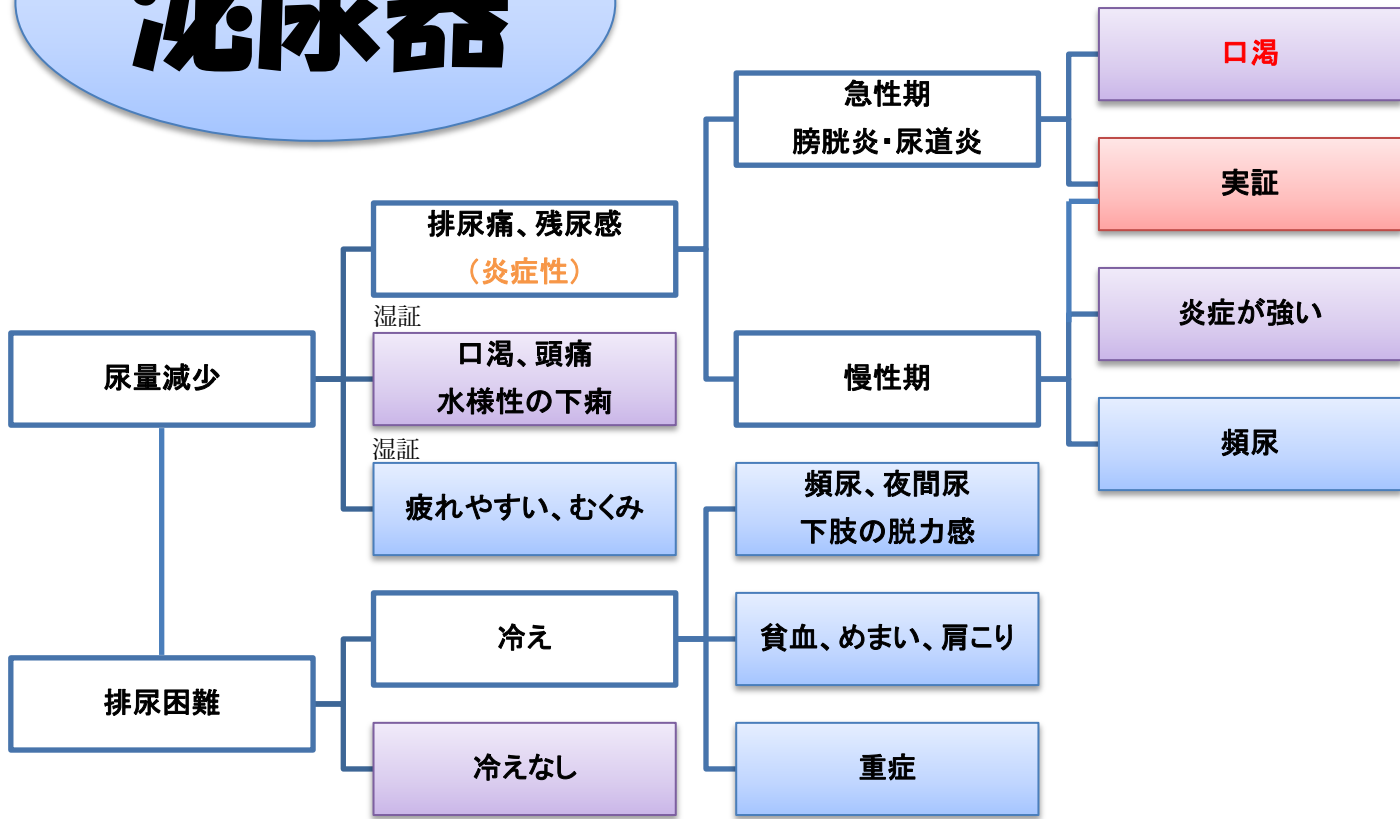 泌尿器
口渇
急性期
膀胱炎・尿道炎
実証
排尿痛、残尿感
（炎症性）
湿証
炎症が強い
尿量減少
口渇、頭痛
水様性の下痢
慢性期
湿証
頻尿
疲れやすい、むくみ
頻尿、夜間尿
下肢の脱力感
冷え
貧血、めまい、肩こり
排尿困難
冷えなし
重症